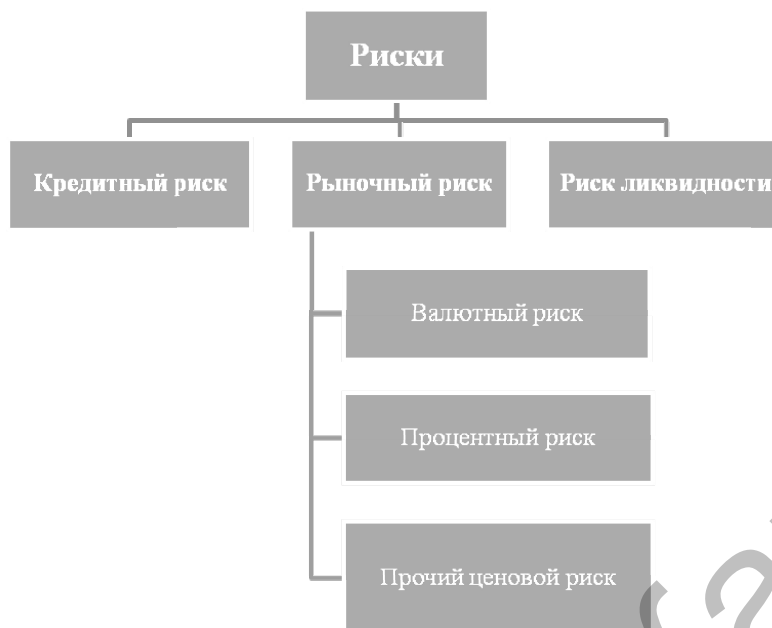 Риски
Кредитный риск
Рыночный риск
Риск ликвидности
Валютный риск
Процентный риск
Прочий ценовой риск